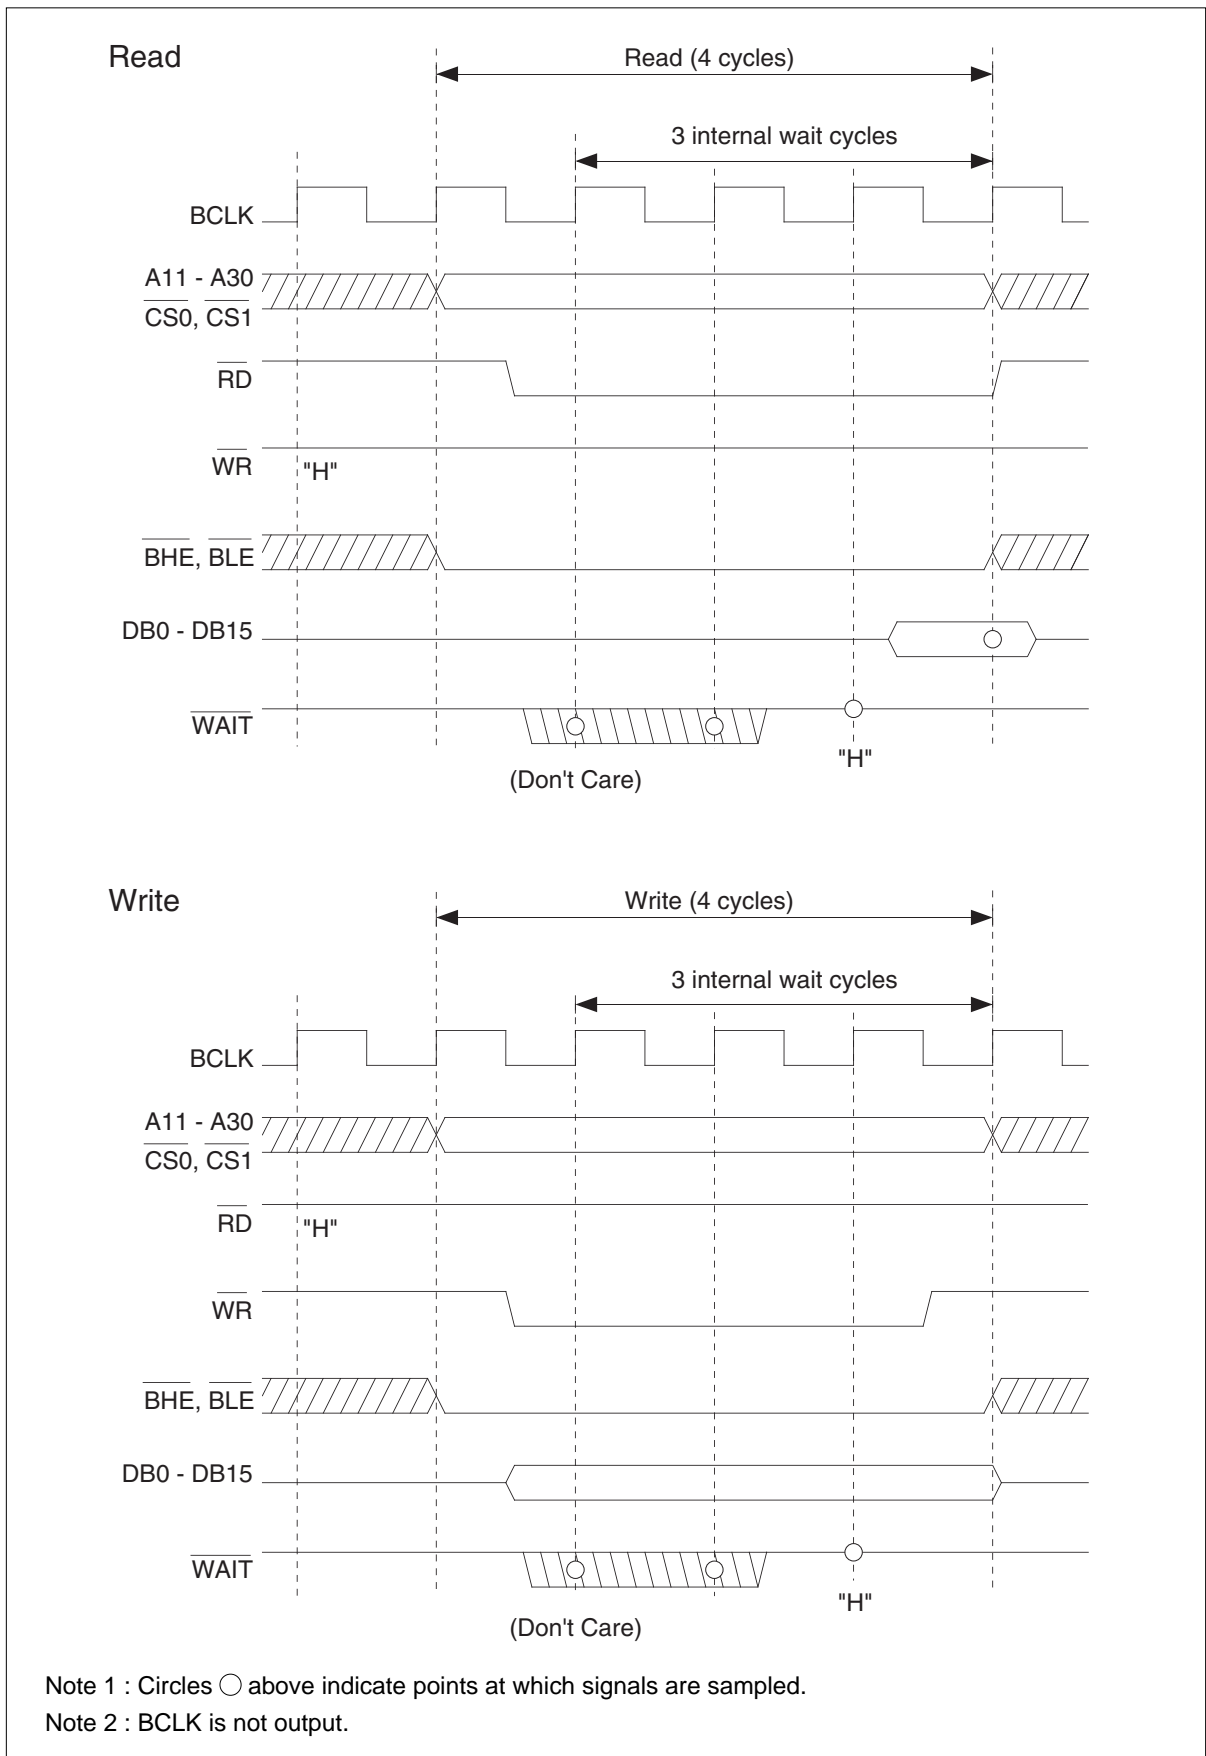 Read
Read (4 cycles)
3 internal wait cycles
BCLK
A11 - A30
CS0, CS1
RD
WR
"H"
BHE, BLE
DB0 - DB15
WAIT
"H"
(Don't Care)
Write
Write (4 cycles)
3 internal wait cycles
BCLK
A11 - A30
CS0, CS1
RD
"H"
WR
BHE, BLE
DB0 - DB15
WAIT
"H"
(Don't Care)
Note 1 : Circles ○ above indicate points at which signals are sampled.
Note 2 : BCLK is not output.